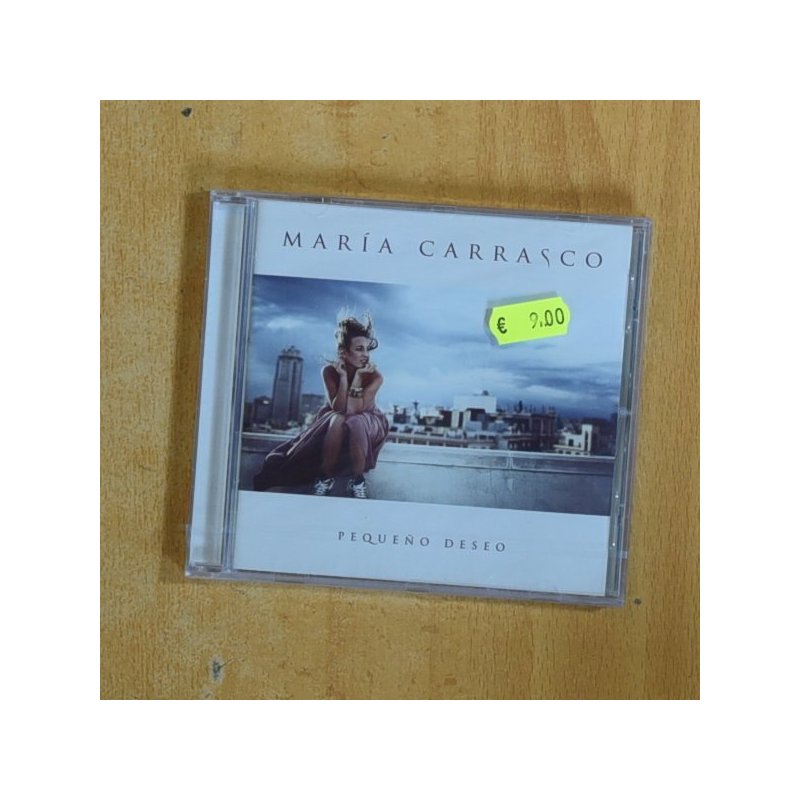 MARÍA CARRASCO
€ 9.00
PEQUEÑO DESEO